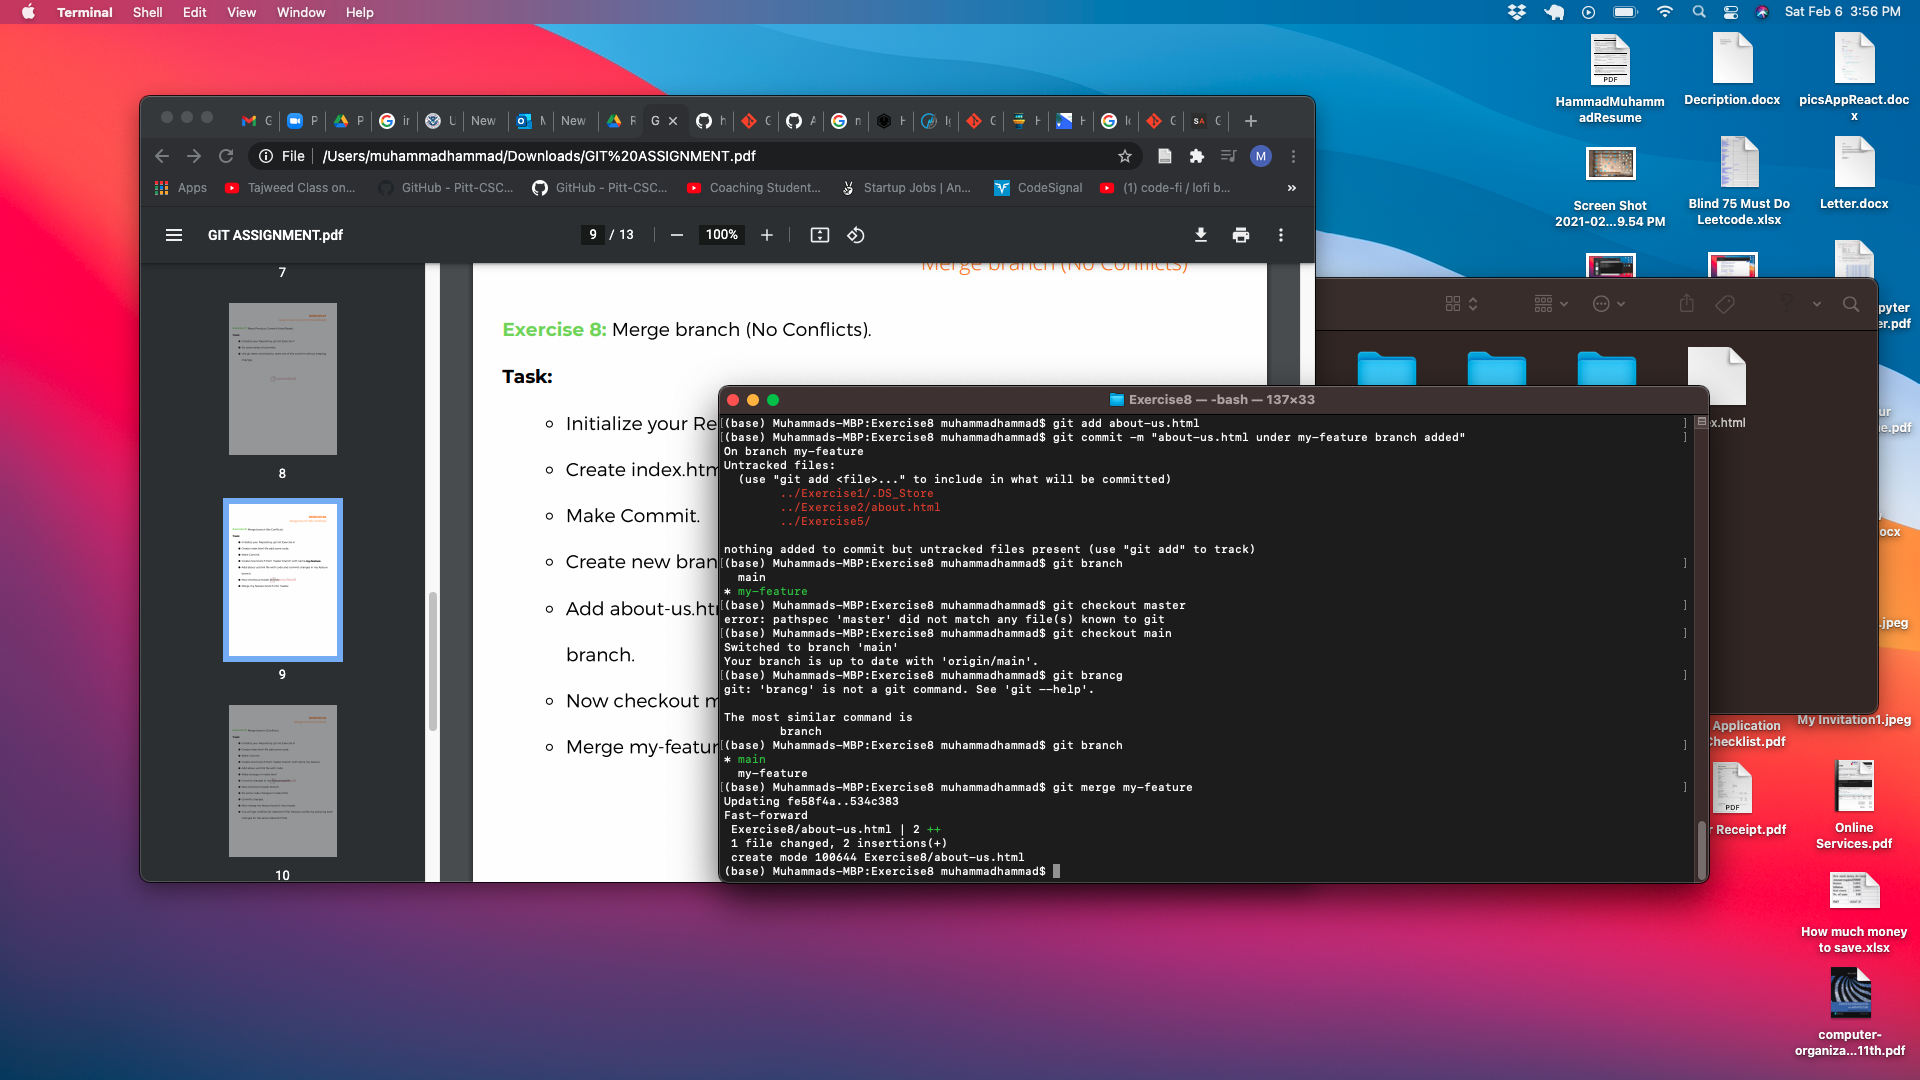 Terminal Shell Edit View Window Help
Sat Feb 6 3:56 PM
PDF
HammadMuhamm
adResume
Decription.docx
picsAppReact.doc
x
Screen Shot
2021-02...9.54 PM
Blind 75 Must Do
Leetcode.xlsx
Letter.docx
New
New
File /Users/muhammadhammad/Downloads/GIT%20ASSIGNMENT.pdf
M
Apps Tajweed Class on... GitHub - Pitt-CSC... GitHub - Pitt-CSC... Coaching Student... Startup Jobs | An... CodeSignal (1) code-fi / lofi b... »
GIT ASSIGNMENT.pdf 9 / 13 100%
7
8
9
10
Merge branch (No Conflicts)
Exercise 8: Merge branch (No Conflicts).
Task:
Initialize your Re
Create index.htm
Make Commit.
Create new bran
Add about-us.htm
branch.
Now checkout m
Merge my-featur
Exercise8 — -bash — 137×33
[(base) Muhammads-MBP:Exercise8 muhammadhammad$ git add about-us.html ]
[(base) Muhammads-MBP:Exercise8 muhammadhammad$ git commit -m "about-us.html under my-feature branch added" ]
On branch my-feature
Untracked files:
(use "git add <file>..." to include in what will be committed)
../Exercise1/.DS_Store
../Exercise2/about.html
../Exercise5/
nothing added to commit but untracked files present (use "git add" to track)
[(base) Muhammads-MBP:Exercise8 muhammadhammad$ git branch ]
main
* my-feature
[(base) Muhammads-MBP:Exercise8 muhammadhammad$ git checkout master ]
error: pathspec 'master' did not match any file(s) known to git
[(base) Muhammads-MBP:Exercise8 muhammadhammad$ git checkout main ]
Switched to branch 'main'
Your branch is up to date with 'origin/main'.
[(base) Muhammads-MBP:Exercise8 muhammadhammad$ git brancg ]
git: 'brancg' is not a git command. See 'git --help'.
The most similar command is
branch
[(base) Muhammads-MBP:Exercise8 muhammadhammad$ git branch ]
* main
my-feature
[(base) Muhammads-MBP:Exercise8 muhammadhammad$ git merge my-feature ]
Updating fe58f4a..534c383
Fast-forward
Exercise8/about-us.html | 2 ++
1 file changed, 2 insertions(+)
create mode 100644 Exercise8/about-us.html
(base) Muhammads-MBP:Exercise8 muhammadhammad$
x.html
pyter
er.pdf
ur
ne.pdf
ocx
.jpeg
Application
Checklist.pdf
My Invitation1.jpeg
PDF
r Receipt.pdf
Online
Services.pdf
How much money
to save.xlsx
computer-
organiza...11th.pdf